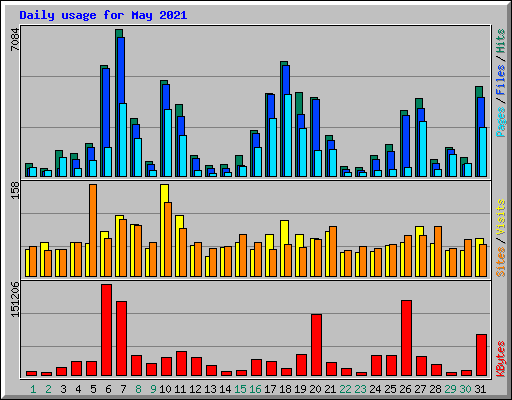 Daily usage for May 2021
7084
Pages / Files / Hits
158
Sites / Visits
151206
KBytes
1 2 3 4 5 6 7 8 9 10 11 12 13 14 15 16 17 18 19 20 21 22 23 24 25 26 27 28 29 30 31